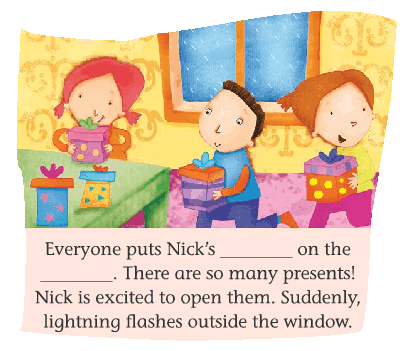 Everyone puts Nick's ________ on the
________. There are so many presents!
Nick is excited to open them. Suddenly,
lightning flashes outside the window.